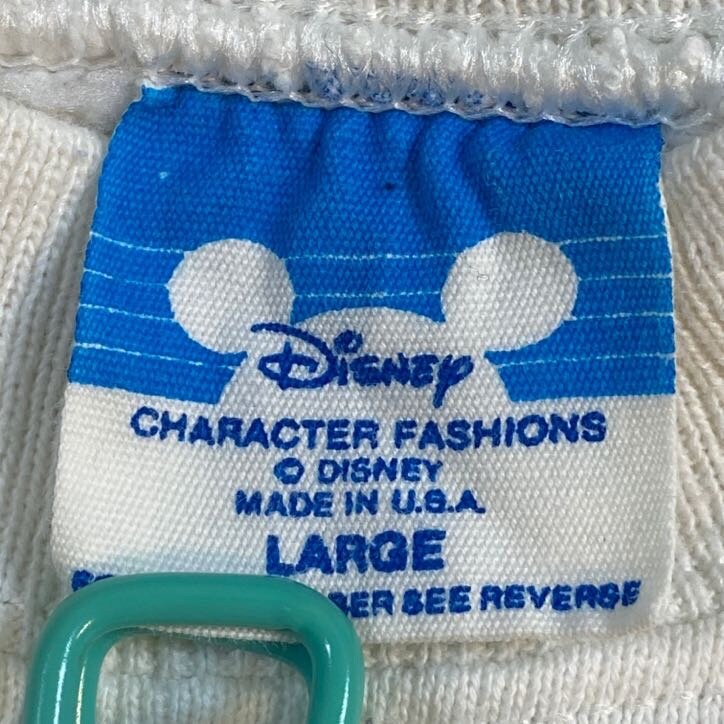 Disney
CHARACTER FASHIONS
© DISNEY
MADE IN U.S.A.
LARGE
SEE REVERSE